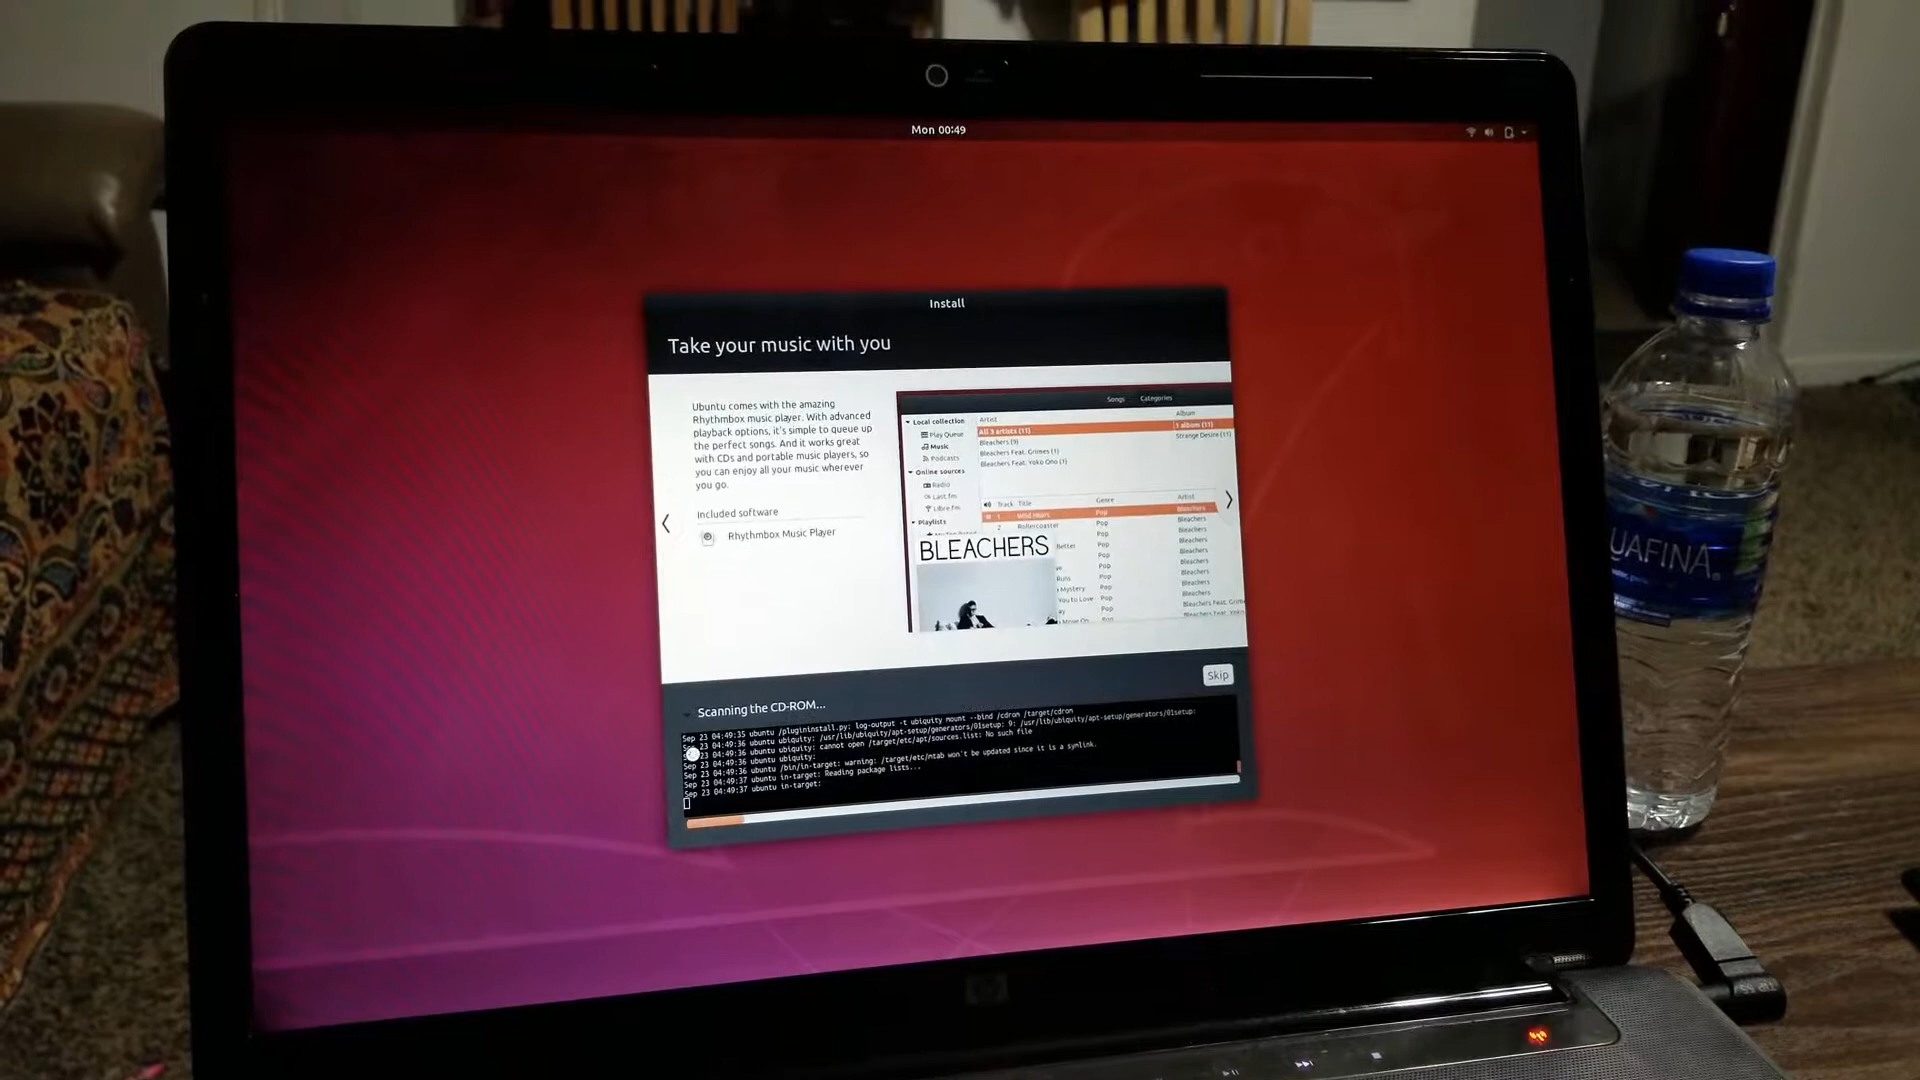 Mon 00:49
Install
Take your music with you
Ubuntu comes with the amazing
Rhythmbox music player. With advanced
playback options, it's simple to queue up
the perfect songs. And it works great
with CDs and portable music players, so
you can enjoy all your music wherever
you go.
Included software
Rhythmbox Music Player
Songs Categories
Local collection
Play Queue
Music
Podcasts
Online sources
Radio
Last.fm
Libre.fm
Playlists
Artist
All 3 artists (11)
Bleachers (9)
Bleachers Feat. Grimes (1)
Bleachers Feat. Yoko Ono (1)
Album
1 album (11)
Strange Desire (11)
Track Title Genre Artist
1 Wild Heart Pop Bleachers
2 Rollercoaster Pop Bleachers
Pop Bleachers
Better Pop Bleachers
Pop Bleachers
Runs Pop Bleachers
Mystery Pop Bleachers
You to Love Pop Bleachers
Pop Bleachers Feat. Grim
Move On Pop Bleachers Feat. Yoko
BLEACHERS
Skip
Scanning the CD-ROM...
Sep 23 04:49:35 ubuntu /plugininstall.py: log-output -t ubiquity mount --bind /cdrom /target/cdrom
Sep 23 04:49:36 ubuntu ubiquity: /usr/lib/ubiquity/apt-setup/generators/01setup: 9: /usr/lib/ubiquity/apt-setup/generators/01setup:
23 04:49:36 ubuntu ubiquity: cannot open /target/etc/apt/sources.list: No such file
Sep 23 04:49:36 ubuntu ubiquity:
Sep 23 04:49:36 ubuntu /bin/in-target: warning: /target/etc/mtab won't be updated since it is a symlink.
Sep 23 04:49:37 ubuntu in-target: Reading package lists...
Sep 23 04:49:37 ubuntu in-target:
UAFINA
hp